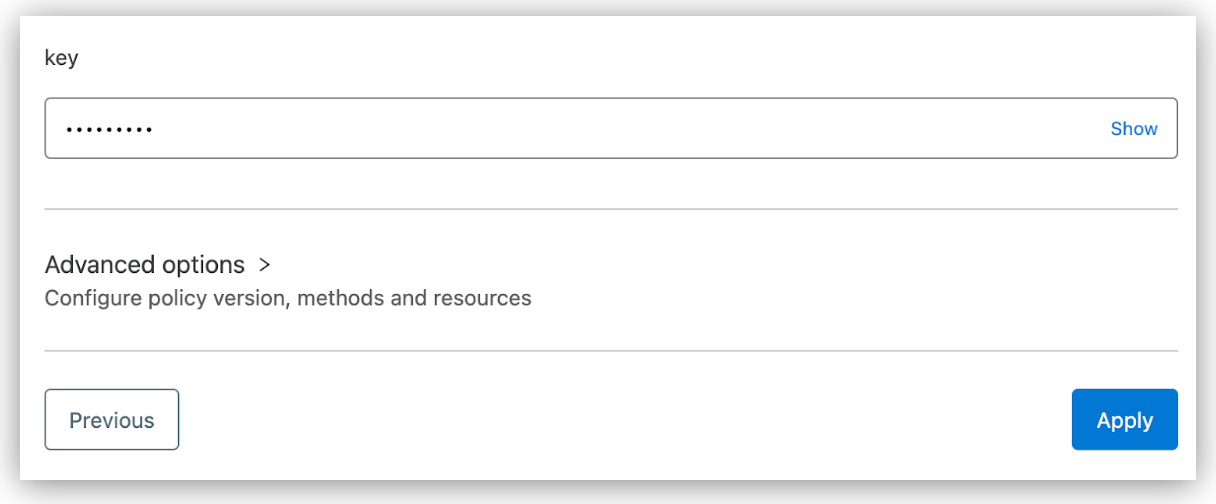 key
••••••••• Show
Advanced options >
Configure policy version, methods and resources
Previous Apply